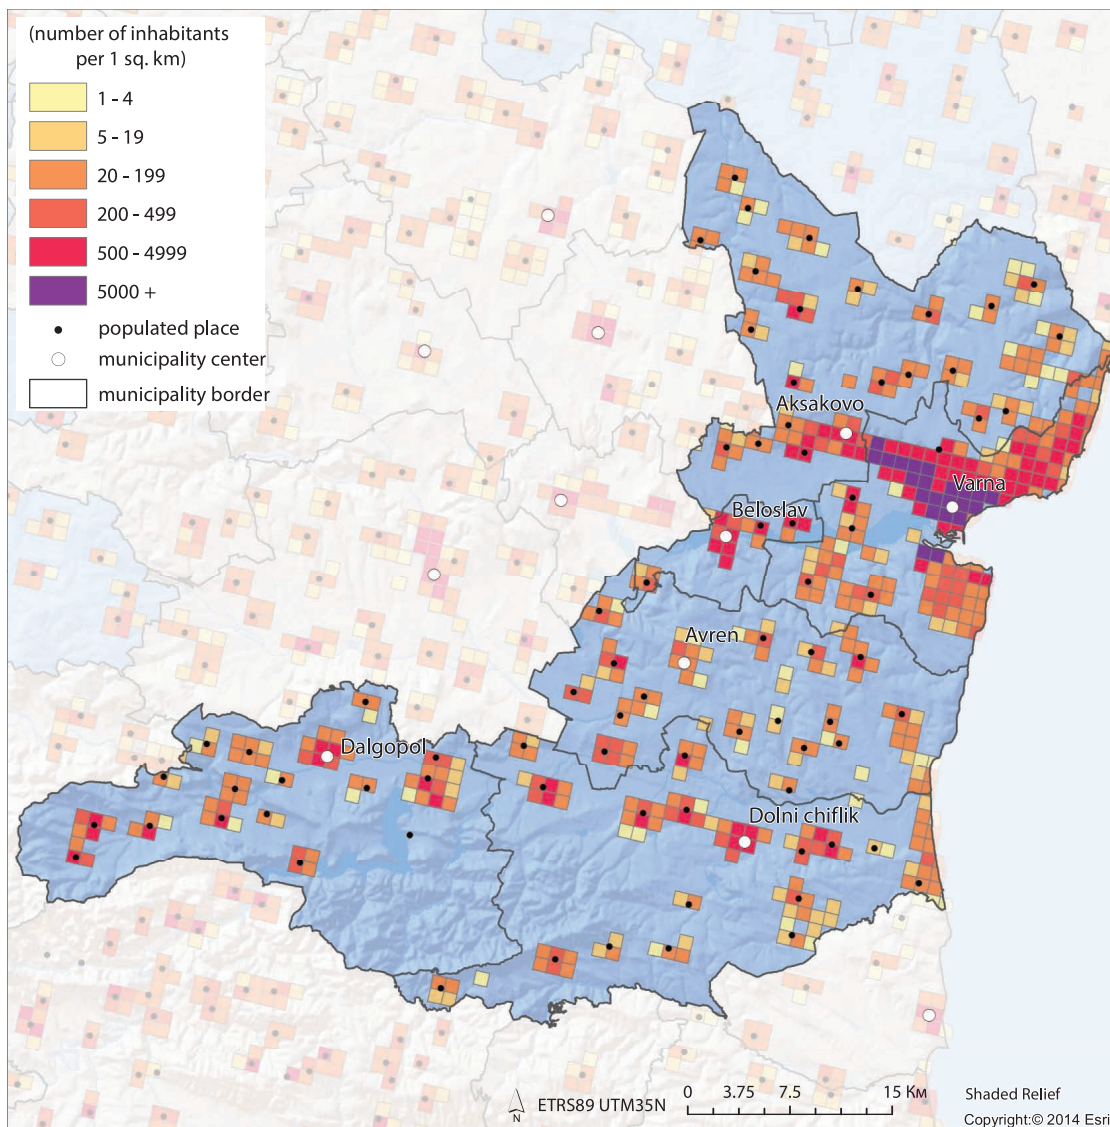 (number of inhabitants
per 1 sq. km)
1 - 4
5 - 19
20 - 199
200 - 499
500 - 4999
5000 +
populated place
municipality center
municipality border
Aksakovo
Varna
Beloslav
Avren
Dalgopol
Dolni chiflik
N
ETRS89 UTM35N
0 3.75 7.5 15 Км
Shaded Relief
Copyright:© 2014 Esri